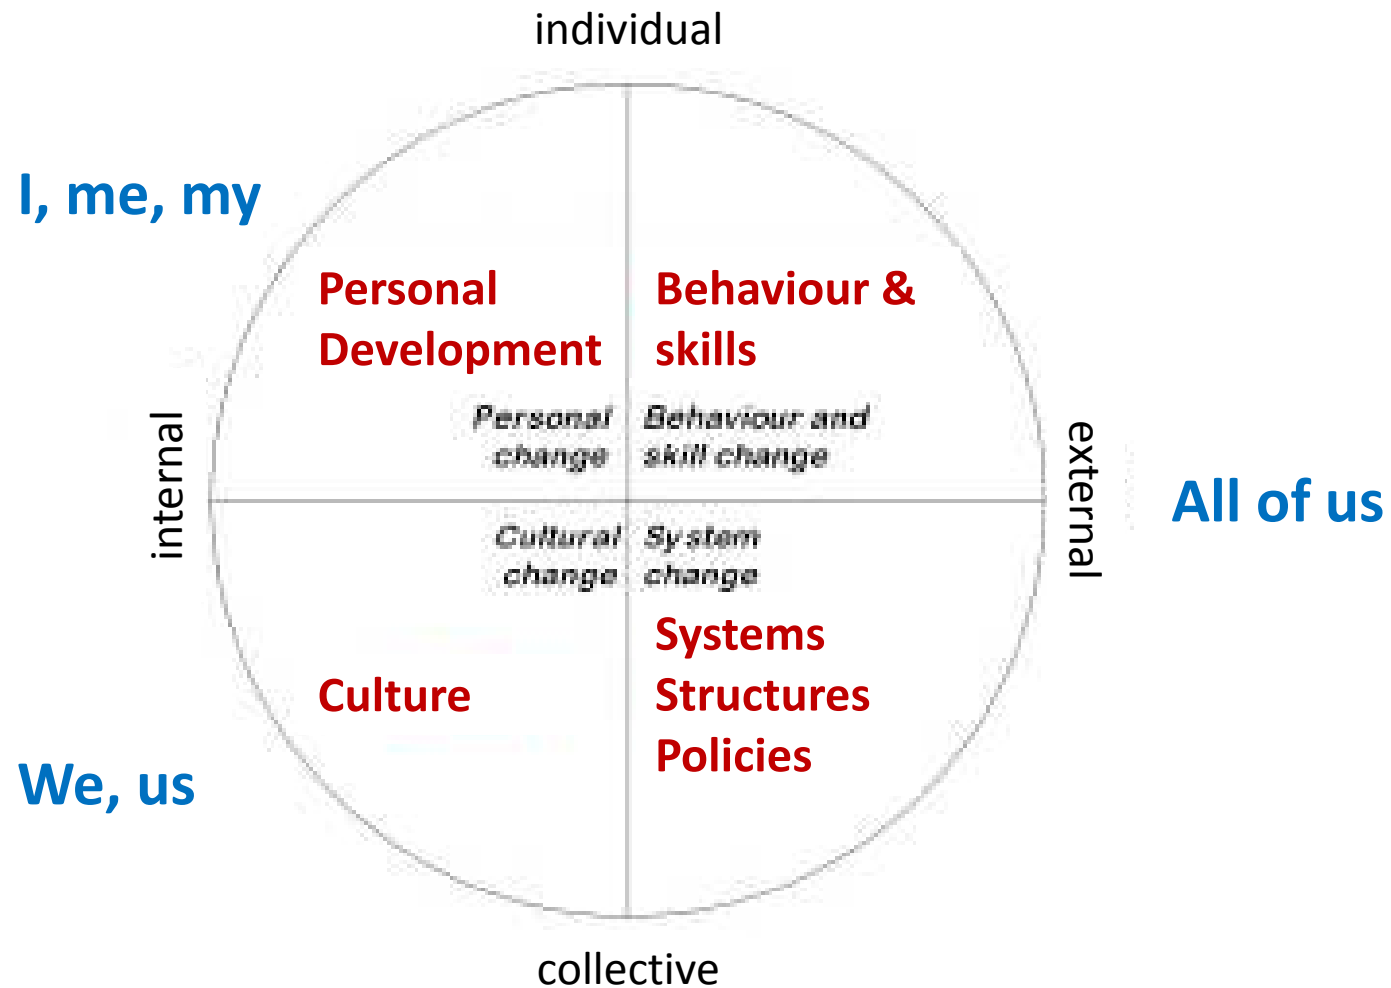 individual
I, me, my
Personal
Development
Behaviour &
skills
Personal
change
Behaviour and
skill change
internal
external
All of us
Cultural
change
System
change
Culture
Systems
Structures
Policies
We, us
collective